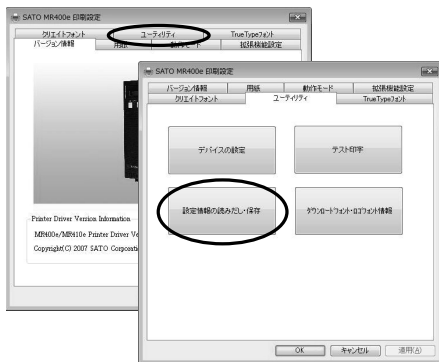 SATO MR400e 印刷設定
クリエイトフォント ユーティリティ TrueTypeフォント
バージョン情報 用紙 動作モード 拡張機能設定
Printer Driver Version Information
MR400e/MR410e Printer Driver Ve
Copyright(C) 2007 SATO Corporati
SATO MR400e 印刷設定
バージョン情報 用紙 動作モード 拡張機能設定
クリエイトフォント ユーティリティ TrueTypeフォント
デバイスの設定 テスト印字
設定情報の読みだし・保存 ダウンロードフォント・ロゴフォント情報
OK キャンセル 適用(A)